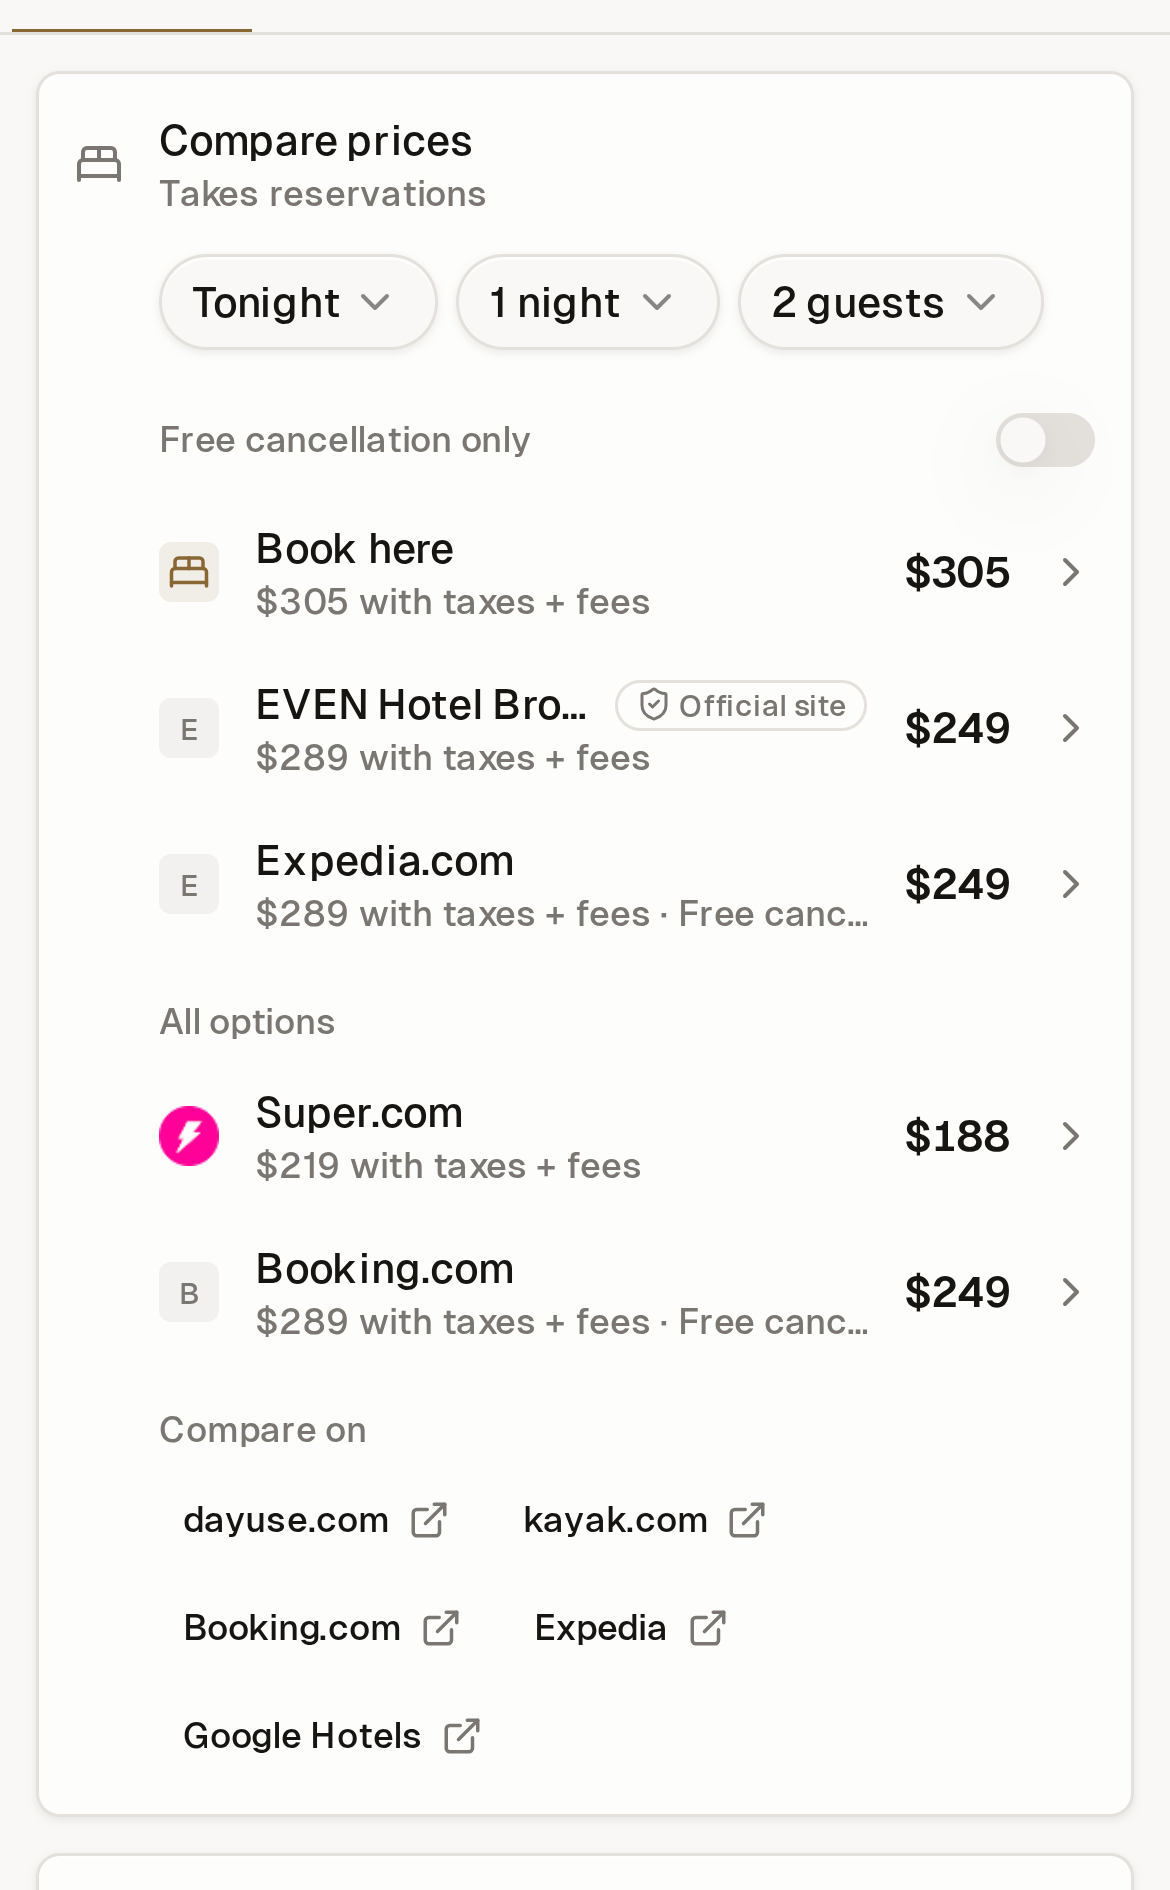 Compare prices
Takes reservations
Tonight 1 night 2 guests
Free cancellation only
Book here
$305 with taxes + fees
$305
E
EVEN Hotel Bro... Official site
$289 with taxes + fees
$249
E
Expedia.com
$289 with taxes + fees · Free canc...
$249
All options
Super.com
$219 with taxes + fees
$188
B
Booking.com
$289 with taxes + fees · Free canc...
$249
Compare on
dayuse.com kayak.com
Booking.com Expedia
Google Hotels